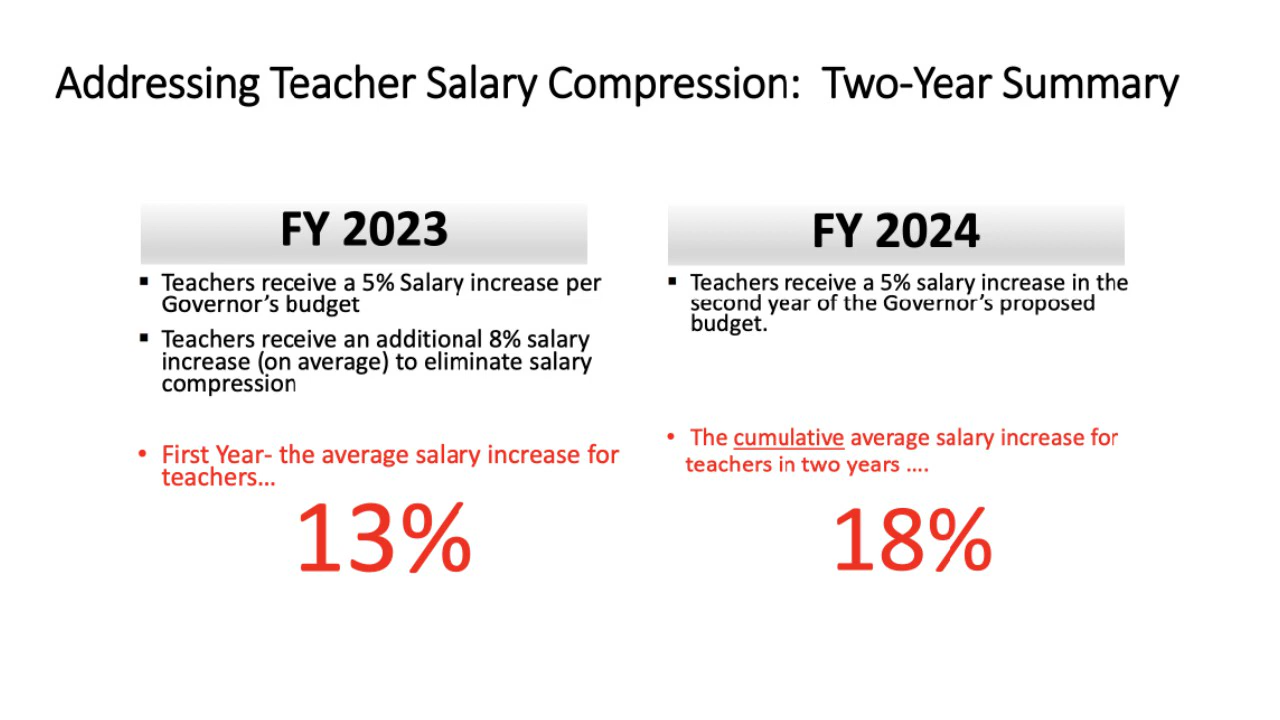 Addressing Teacher Salary Compression: Two-Year Summary
FY 2023
▪ Teachers receive a 5% Salary increase per
Governor's budget
▪ Teachers receive an additional 8% salary
increase (on average) to eliminate salary
compression
• First Year- the average salary increase for
teachers...
13%
FY 2024
▪ Teachers receive a 5% salary increase in the
second year of the Governor's proposed
budget.
• The cumulative average salary increase for
teachers in two years ....
18%